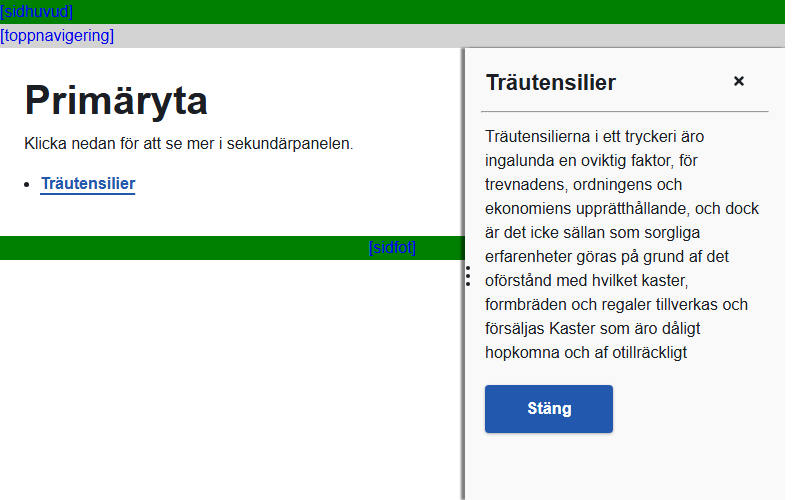 [sidhuvud]
[toppnavigering]
Primäryta
Klicka nedan för att se mer i sekundärpanelen.
Träutensilier
[sidfot]
Träutensilier
Träutensilierna i ett tryckeri äro
ingalunda en oviktig faktor, för
trevnadens, ordningens och
ekonomiens upprätthållande, och dock
är det icke sällan som sorgliga
erfarenheter göras på grund af det
oförstånd med hvilket kaster,
formbräden och regaler tillverkas och
försäljas Kaster som äro dåligt
hopkomna och af otillräckligt
Stäng